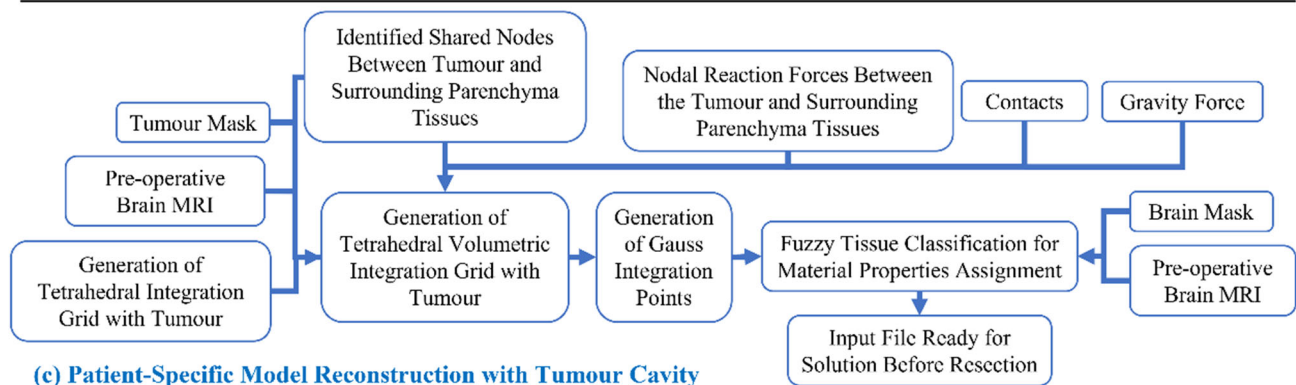 Identified Shared Nodes
Between Tumour and
Surrounding Parenchyma
Tissues
Nodal Reaction Forces Between
the Tumour and Surrounding
Parenchyma Tissues
Contacts
Gravity Force
Tumour Mask
Pre-operative
Brain MRI
Generation of
Tetrahedral Integration
Grid with Tumour
Generation of
Tetrahedral Volumetric
Integration Grid with
Tumour
Generation
of Gauss
Integration
Points
Fuzzy Tissue Classification for
Material Properties Assignment
Brain Mask
Pre-operative
Brain MRI
Input File Ready for
Solution Before Resection
(c) Patient-Specific Model Reconstruction with Tumour Cavity